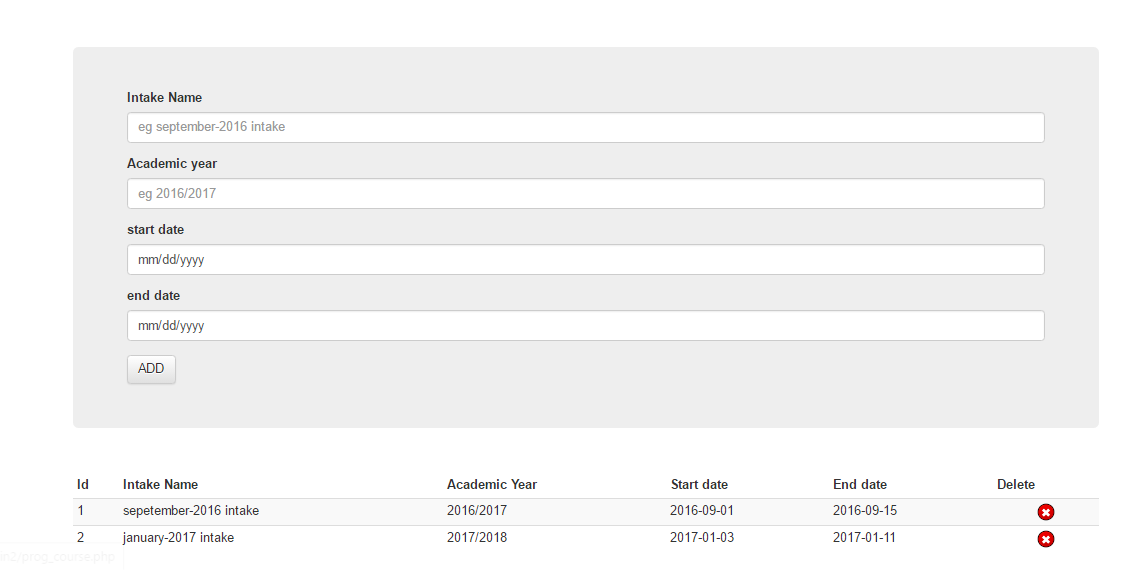 Intake Name
eg september-2016 intake
Academic year
eg 2016/2017
start date
mm/dd/yyyy
end date
mm/dd/yyyy
ADD
Id Intake Name Academic Year Start date End date Delete
1 sepetember-2016 intake 2016/2017 2016-09-01 2016-09-15
2 january-2017 intake 2017/2018 2017-01-03 2017-01-11
in2/prog_course.php